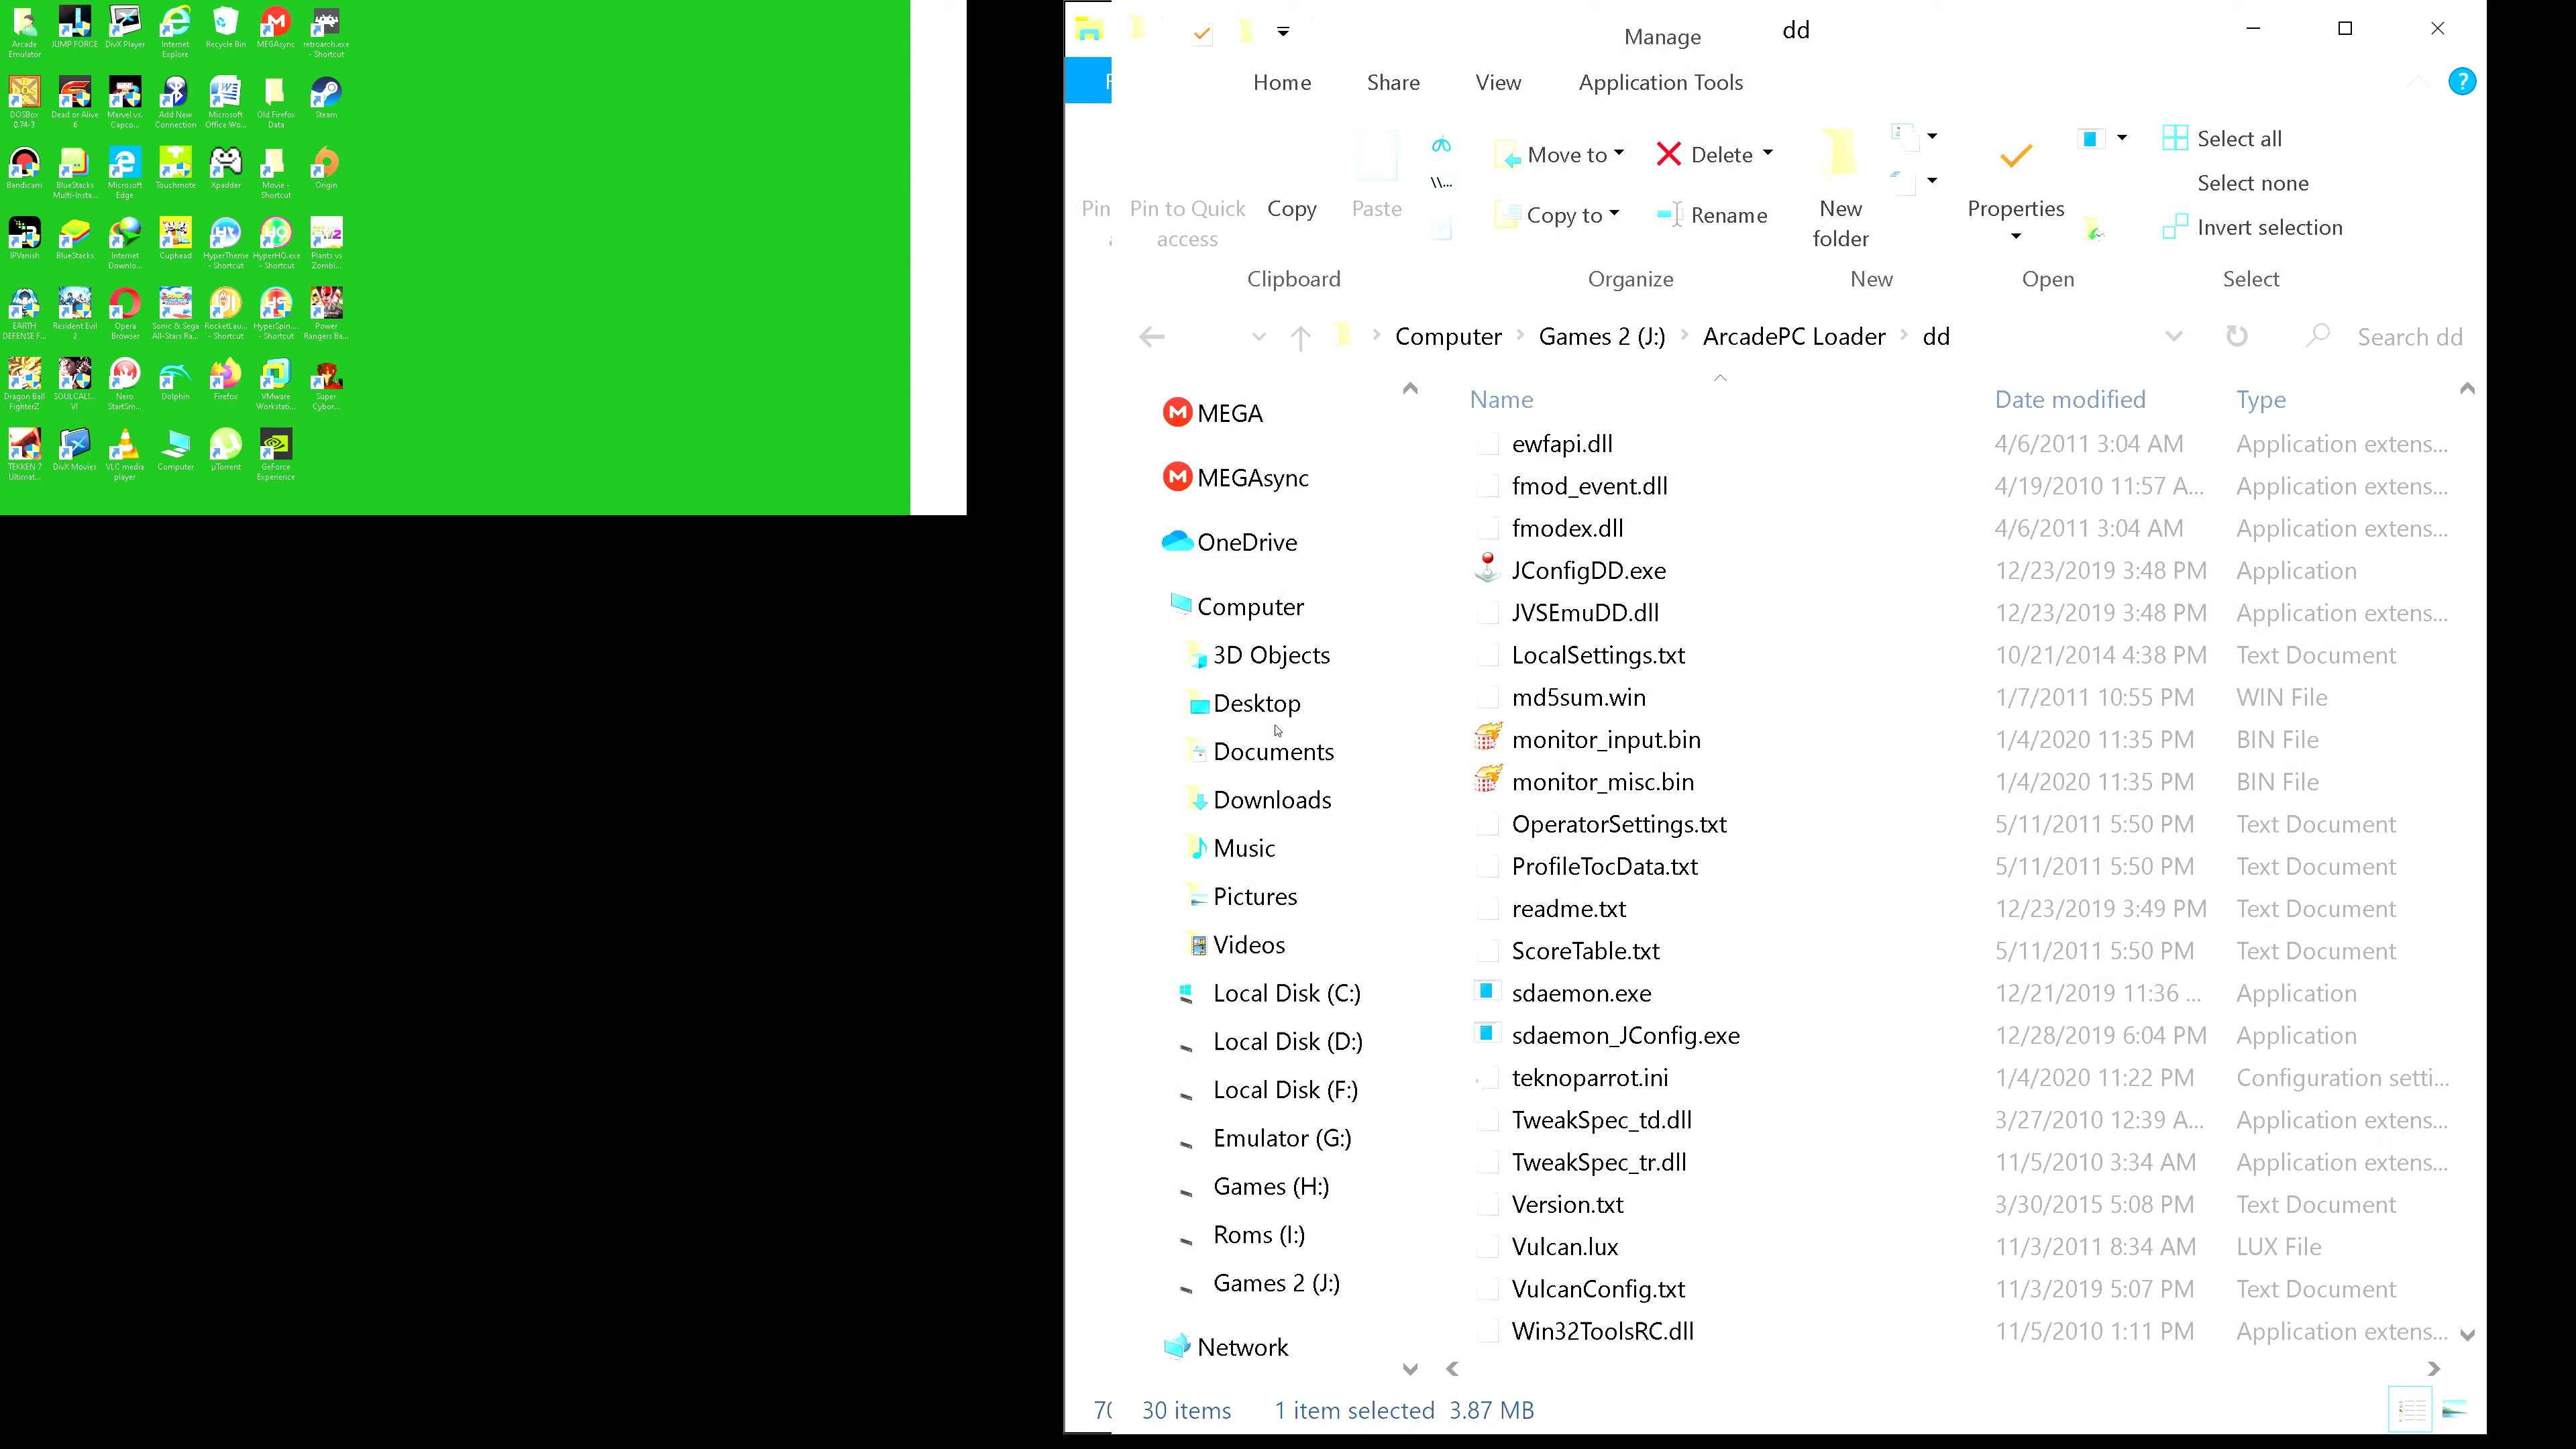 Arcade Emulator
JUMP FORCE
DivX Player
Internet Explore
Recycle Bin
MEGAsync
retroarch.exe - Shortcut
DOSBox 0.74-3
Dead or Alive 6
Marvel vs. Capco...
Add New Connection
Microsoft Office Wo...
Old Firefox Data
Steam
Bandicam
BlueStacks Multi-Insta...
Microsoft Edge
Touchmote
Xpadder
Movie - Shortcut
Origin
IPVanish
BlueStacks
Internet Downlo...
Cuphead
HyperTheme - Shortcut
HyperHQ.exe - Shortcut
Plants vs Zombi...
EARTH DEFENSE F...
Resident Evil 2
Opera Browser
Sonic & Sega All-Stars Ra...
RocketLau... - Shortcut
HyperSpin.... - Shortcut
Power Rangers Ba...
Dragon Ball FighterZ
SOULCALI... VI
Nero StartSm...
Dolphin
Firefox
VMware Workstati...
Super Cybor...
TEKKEN 7 Ultimat...
DivX Movies
VLC media player
Computer
µTorrent
GeForce Experience
Manage dd
Home Share View Application Tools
Pin
Pin to Quick access
Copy
Paste
\\...
Move to
Copy to
Delete
Rename
New folder
Properties
Select all
Select none
Invert selection
Clipboard Organize New Open Select
Computer Games 2 (J:) ArcadePC Loader dd
Search dd
MEGA
MEGAsync
OneDrive
Computer
3D Objects
Desktop
Documents
Downloads
Music
Pictures
Videos
Local Disk (C:)
Local Disk (D:)
Local Disk (F:)
Emulator (G:)
Games (H:)
Roms (I:)
Games 2 (J:)
Network
Name Date modified Type
ewfapi.dll 4/6/2011 3:04 AM Application extens...
fmod_event.dll 4/19/2010 11:57 A... Application extens...
fmodex.dll 4/6/2011 3:04 AM Application extens...
JConfigDD.exe 12/23/2019 3:48 PM Application
JVSEmuDD.dll 12/23/2019 3:48 PM Application extens...
LocalSettings.txt 10/21/2014 4:38 PM Text Document
md5sum.win 1/7/2011 10:55 PM WIN File
monitor_input.bin 1/4/2020 11:35 PM BIN File
monitor_misc.bin 1/4/2020 11:35 PM BIN File
OperatorSettings.txt 5/11/2011 5:50 PM Text Document
ProfileTocData.txt 5/11/2011 5:50 PM Text Document
readme.txt 12/23/2019 3:49 PM Text Document
ScoreTable.txt 5/11/2011 5:50 PM Text Document
sdaemon.exe 12/21/2019 11:36 ... Application
sdaemon_JConfig.exe 12/28/2019 6:04 PM Application
teknoparrot.ini 1/4/2020 11:22 PM Configuration setti...
TweakSpec_td.dll 3/27/2010 12:39 A... Application extens...
TweakSpec_tr.dll 11/5/2010 3:34 AM Application extens...
Version.txt 3/30/2015 5:08 PM Text Document
Vulcan.lux 11/3/2011 8:34 AM LUX File
VulcanConfig.txt 11/3/2019 5:07 PM Text Document
Win32ToolsRC.dll 11/5/2010 1:11 PM Application extens...
30 items 1 item selected 3.87 MB